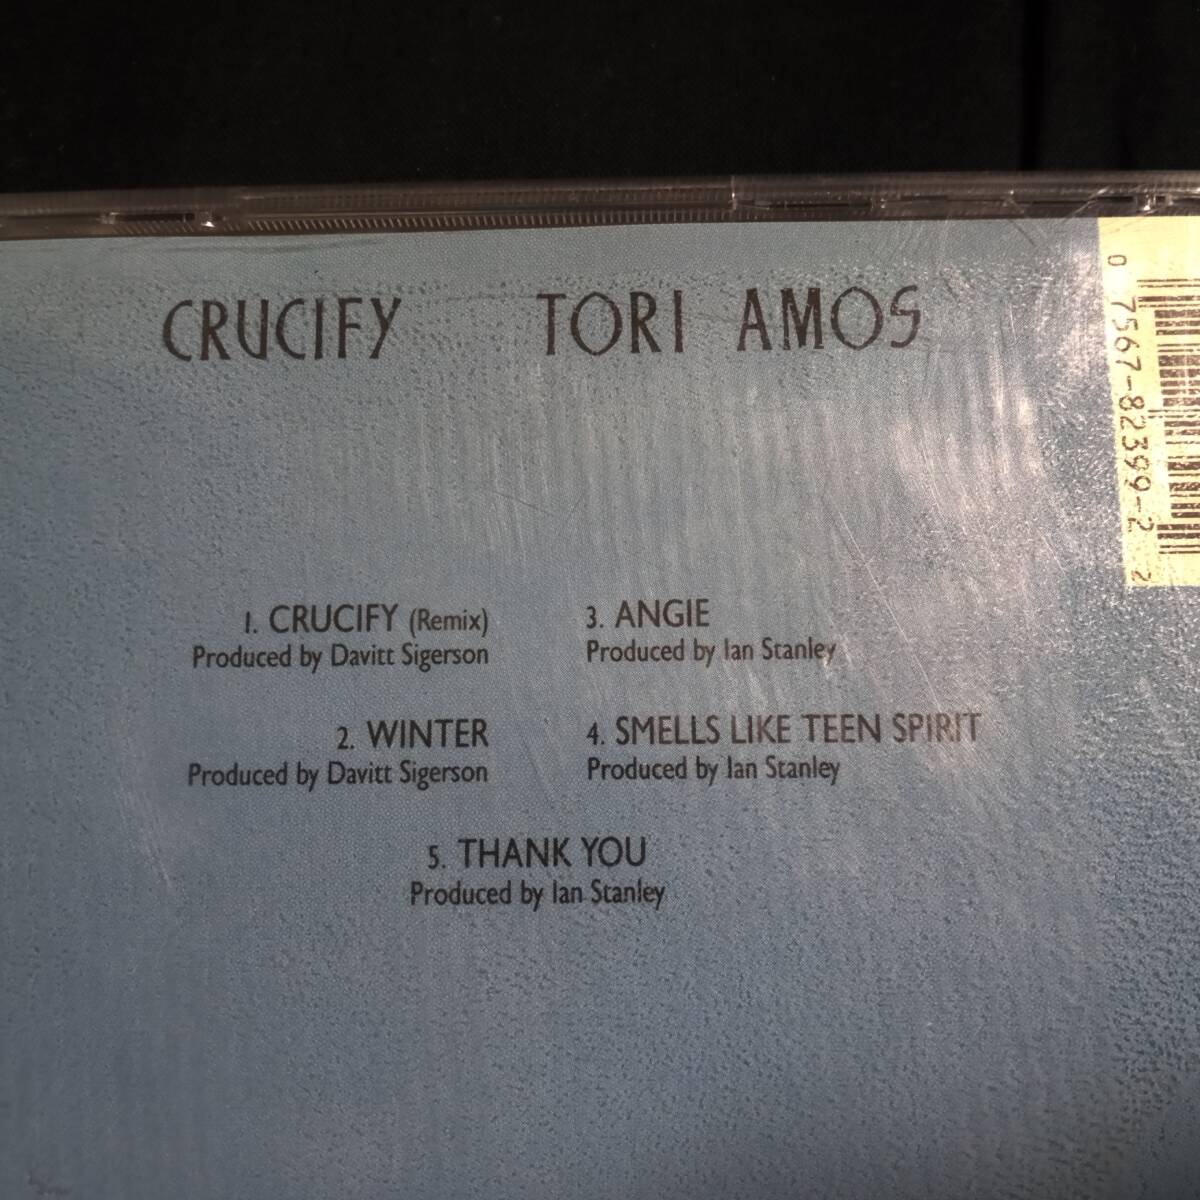 CRUCIFY TORI AMOS
1. CRUCIFY (Remix)
Produced by Davitt Sigerson
2. WINTER
Produced by Davitt Sigerson
3. ANGIE
Produced by Ian Stanley
4. SMELLS LIKE TEEN SPIRIT
Produced by Ian Stanley
5. THANK YOU
Produced by Ian Stanley
0 7567-82399-2 2